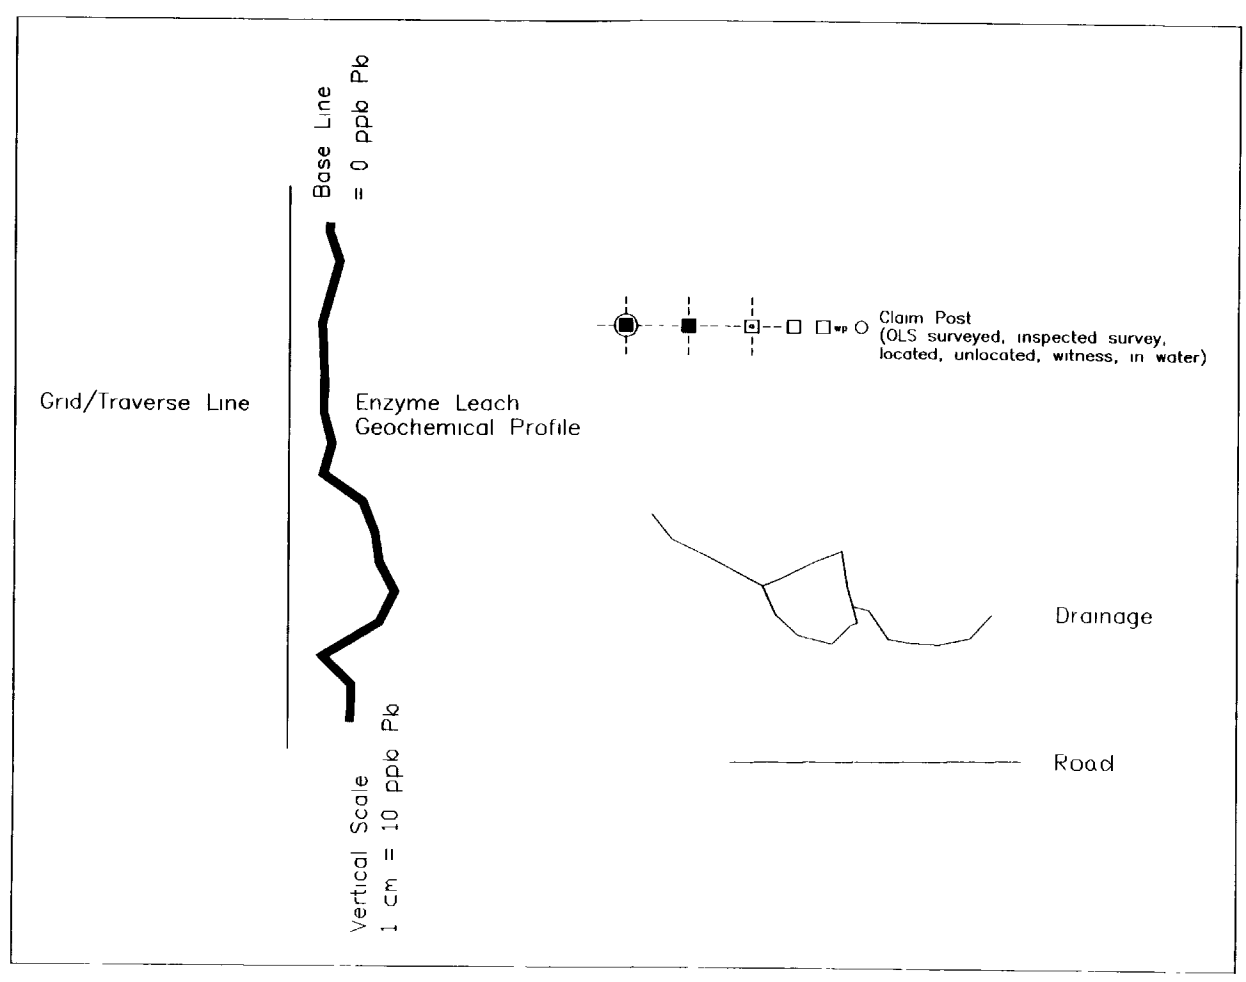 Base Line
= 0 ppb Pb
Grid/Traverse Line
Enzyme Leach
Geochemical Profile
wp
Claim Post
(OLS surveyed, inspected survey,
located, unlocated, witness, in water)
Drainage
Road
Vertical Scale
1 cm = 10 ppb Pb